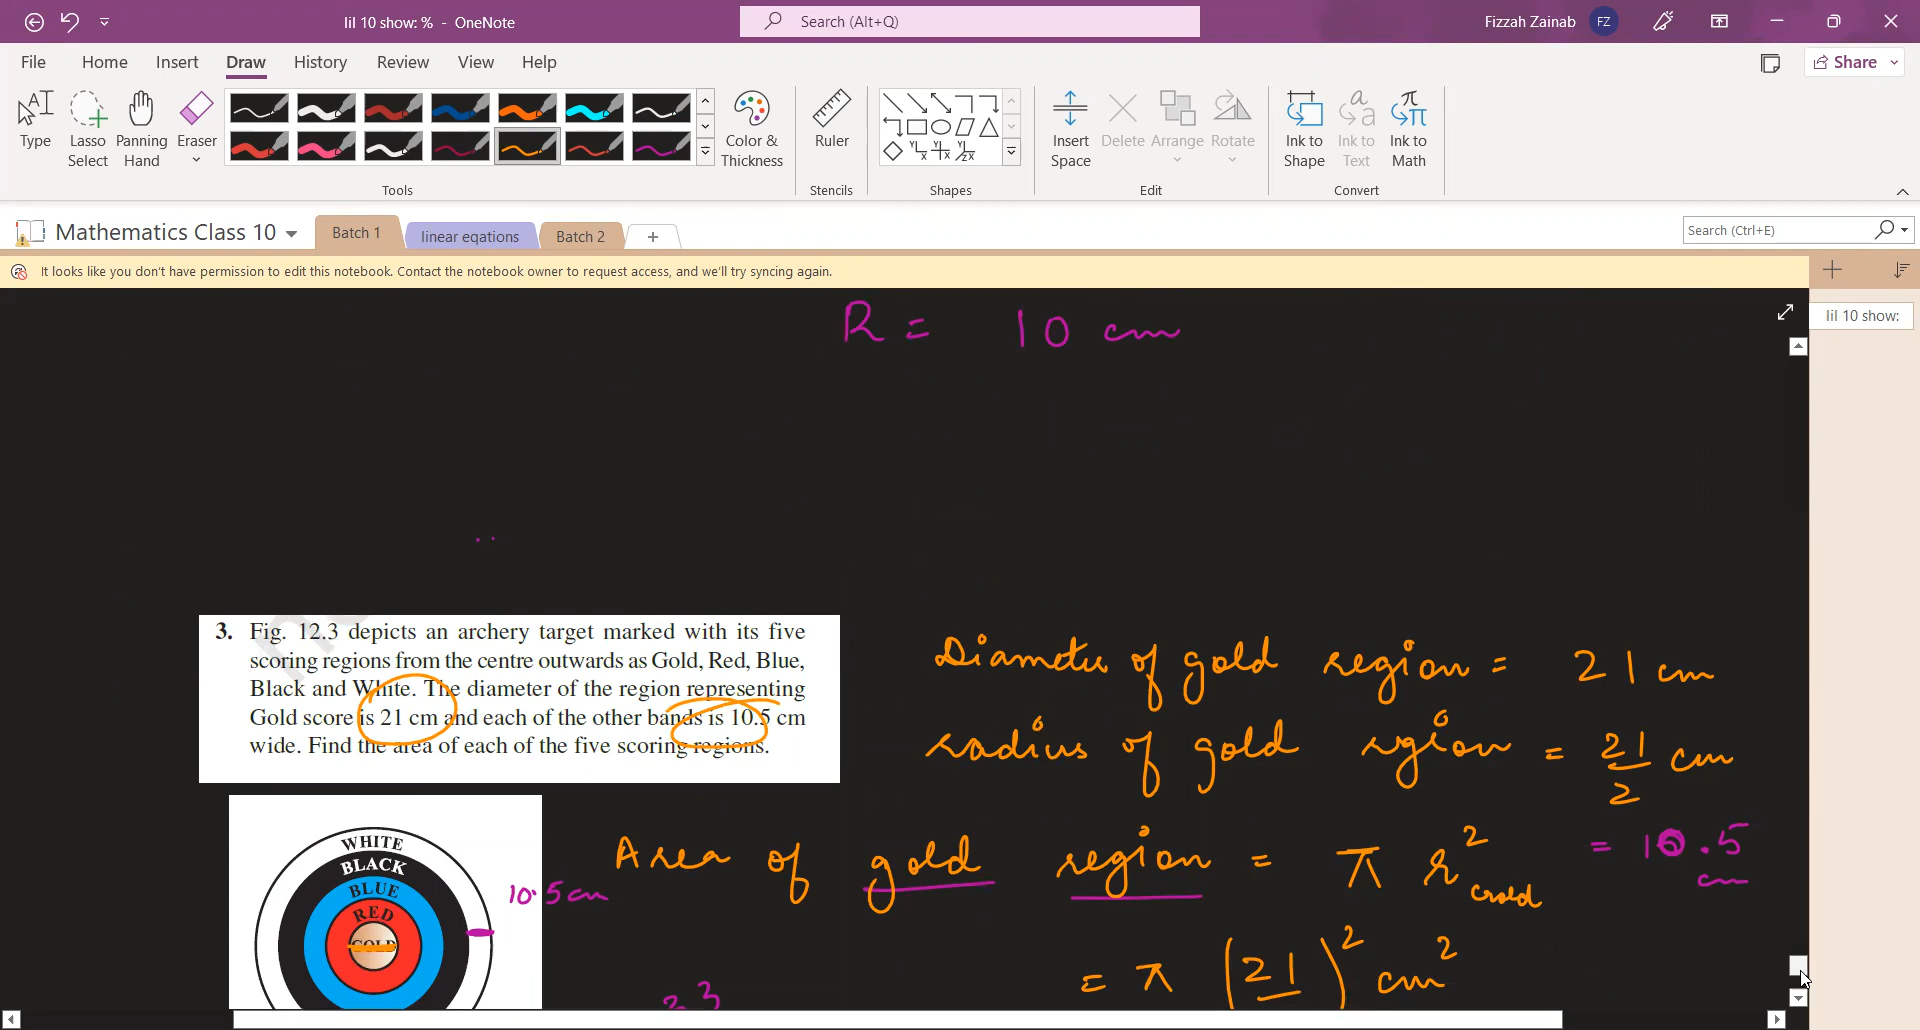 lil 10 show: % - OneNote
Search (Alt+Q)
Fizzah Zainab
FZ
File Home Insert Draw History Review View Help
Share
Type
Lasso Select
Panning Hand
Eraser
Color & Thickness
Ruler
Insert Space
Delete
Arrange
Rotate
Ink to Shape
Ink to Text
Ink to Math
Tools
Stencils
Shapes
Edit
Convert
Mathematics Class 10
Batch 1
linear eqations
Batch 2
Search (Ctrl+E)
It looks like you don't have permission to edit this notebook. Contact the notebook owner to request access, and we'll try syncing again.
lil 10 show:
R = 10 cm
3. Fig. 12.3 depicts an archery target marked with its five
scoring regions from the centre outwards as Gold, Red, Blue,
Black and White. The diameter of the region representing
Gold score is 21 cm and each of the other bands is 10.5 cm
wide. Find the area of each of the five scoring regions.
Diameter of gold region = 21 cm
radius of gold region = 21/2 cm
= 10.5 cm
WHITE
BLACK
BLUE
RED
GOLD
10.5 cm
Area of gold region = π r² Gold
= π (21)² cm²